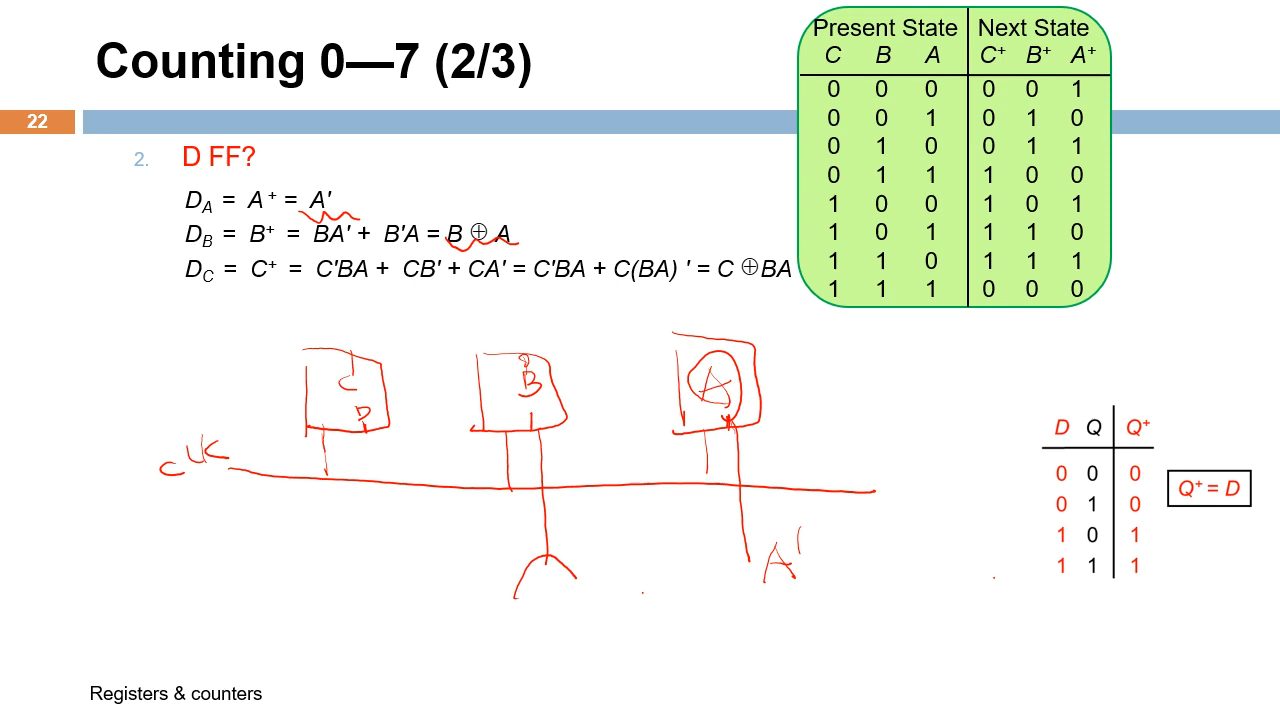 Counting 0—7 (2/3)
22
Present State Next State
C B A C⁺ B⁺ A⁺
0 0 0 0 0 1
0 0 1 0 1 0
0 1 0 0 1 1
0 1 1 1 0 0
1 0 0 1 0 1
1 0 1 1 1 0
1 1 0 1 1 1
1 1 1 0 0 0
2. D FF?
D_A = A⁺ = A'
D_B = B⁺ = BA' + B'A = B ⊕ A
D_C = C⁺ = C'BA + CB' + CA' = C'BA + C(BA) ' = C ⊕BA
C
D
B
A
CLK
A'
D Q Q⁺
0 0 0
0 1 0
1 0 1
1 1 1
Q⁺ = D
Registers & counters